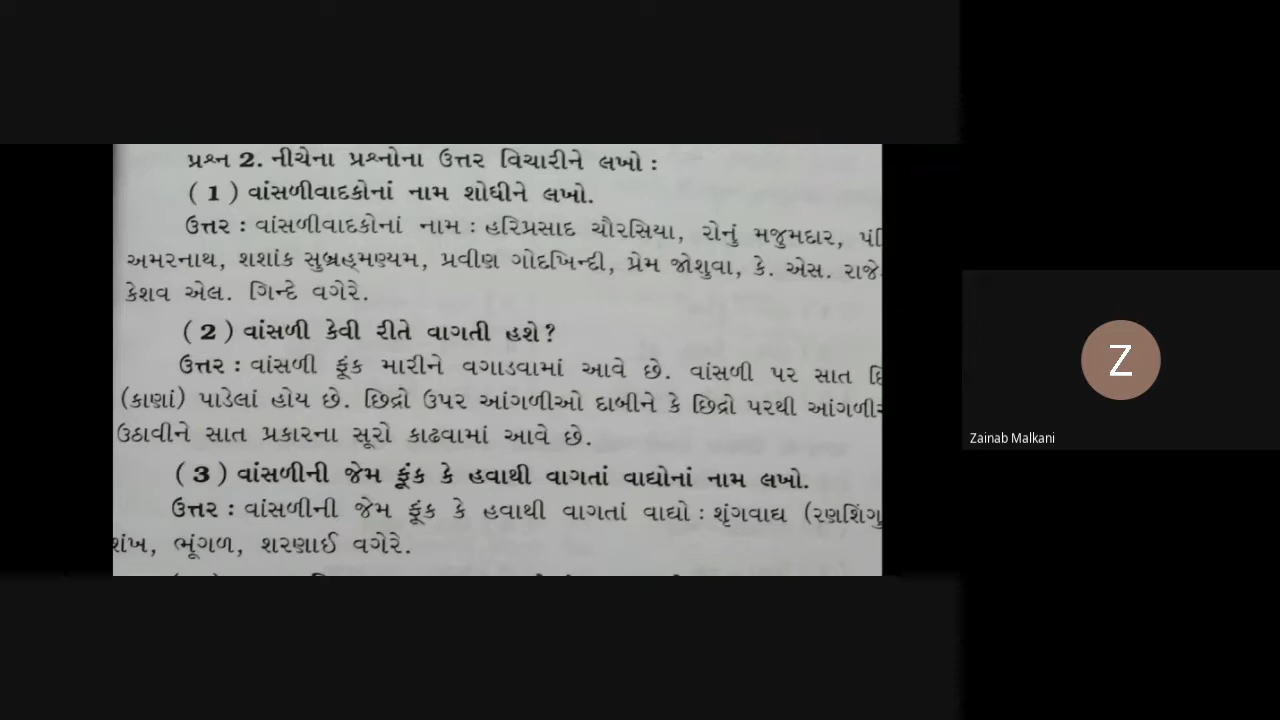 પ્રશ્ન 2. નીચેના પ્રશ્નોના ઉત્તર વિચારીને લખો :
( 1 ) વાંસળીવાદકોનાં નામ શોધીને લખો.
ઉત્તર : વાંસળીવાદકોનાં નામ : હરિપ્રસાદ ચૌરસિયા, રોનું મજુમદાર,
અમરનાથ, શશાંક સુબ્રહ્મણ્યમ, પ્રવીણ ગોદખિન્દી, પ્રેમ જોશુવા, કે. એસ. રાજે
કેશવ એલ. ગિન્દે વગેરે.
( 2 ) વાંસળી કેવી રીતે વાગતી હશે?
ઉત્તર : વાંસળી ફૂંક મારીને વગાડવામાં આવે છે. વાંસળી પર સાત
(કાણાં) પાડેલાં હોય છે. છિદ્રો ઉપર આંગળીઓ દાબીને કે છિદ્રો પરથી
ઉઠાવીને સાત પ્રકારના સૂરો કાઢવામાં આવે છે.
( 3 ) વાંસળીની જેમ ફૂંક કે હવાથી વાગતાં વાદ્યોનાં નામ લખો.
ઉત્તર : વાંસળીની જેમ ફૂંક કે હવાથી વાગતાં વાદ્યો : શૃંગવાદ્ય (રણશિંગુ
શંખ, ભૂંગળ, શરણાઈ વગેરે.
Z
Zainab Malkani